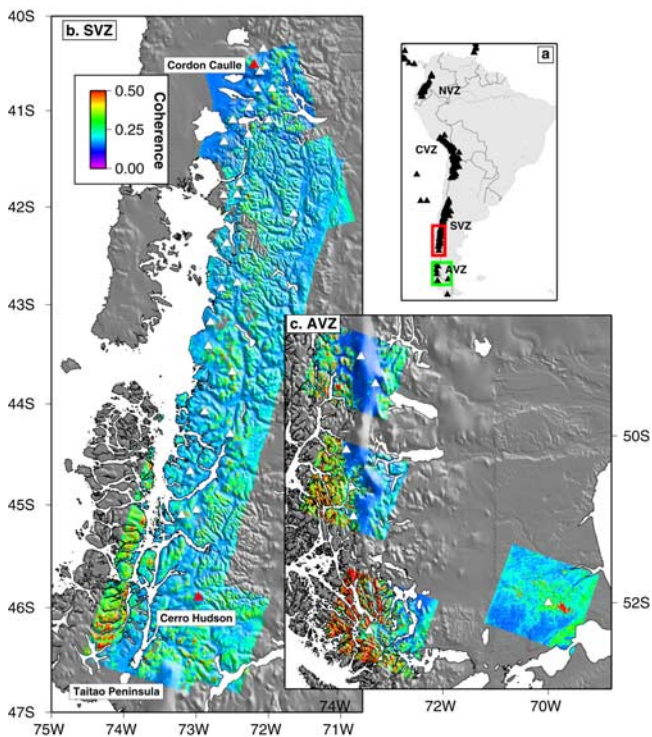 40S
b. SVZ
Cordon Caulle
a
NVZ
41S
0.50
0.25
0.00
Coherence
CVZ
42S
SVZ
AVZ
43S
c. AVZ
44S
50S
45S
46S
Cerro Hudson
52S
Taitao Peninsula
47S
75W
74W
73W
72W
71W
72W
70W